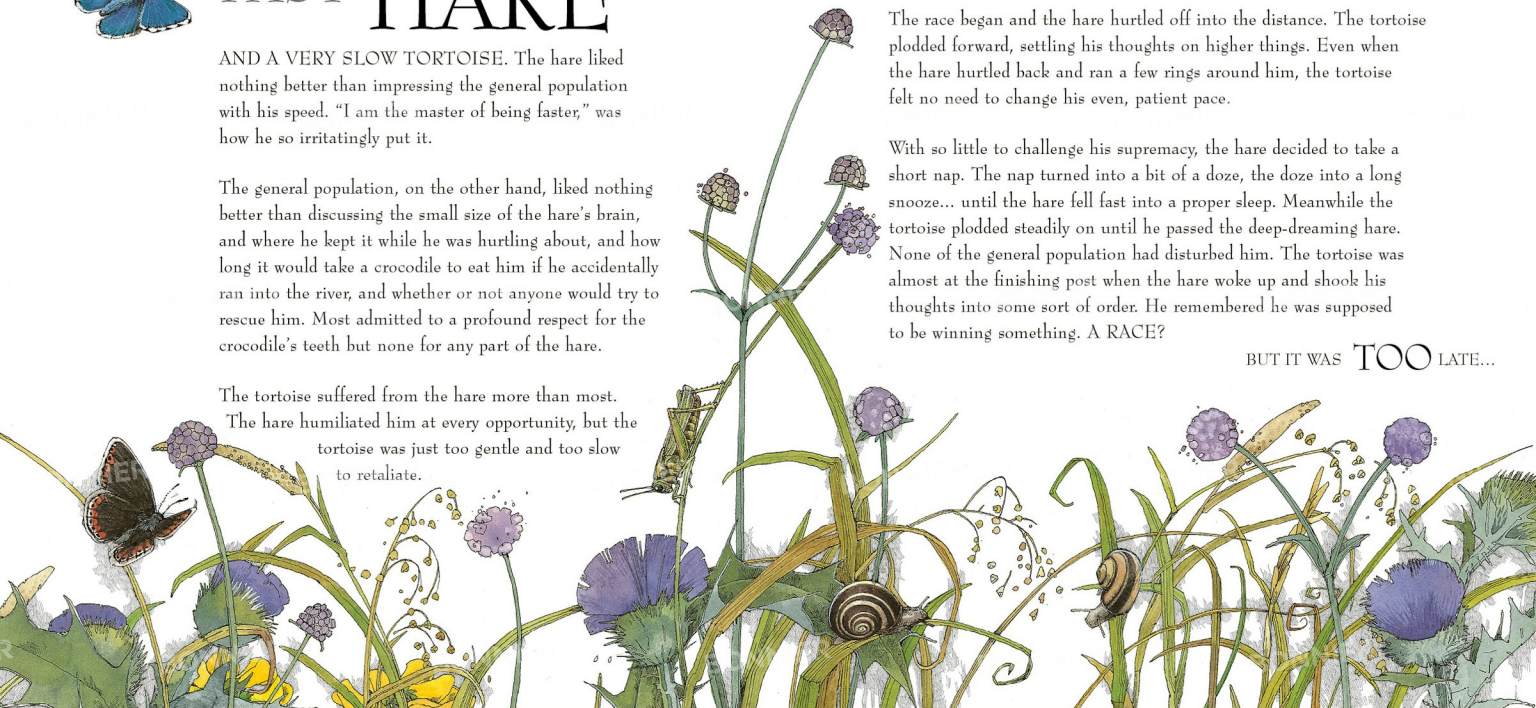 FAST HARE
AND A VERY SLOW TORTOISE. The hare liked
nothing better than impressing the general population
with his speed. “I am the master of being faster,” was
how he so irritatingly put it.
The general population, on the other hand, liked nothing
better than discussing the small size of the hare’s brain,
and where he kept it while he was hurtling about, and how
long it would take a crocodile to eat him if he accidentally
ran into the river, and whether or not anyone would try to
rescue him. Most admitted to a profound respect for the
crocodile’s teeth but none for any part of the hare.
The tortoise suffered from the hare more than most.
The hare humiliated him at every opportunity, but the
tortoise was just too gentle and too slow
to retaliate.
The race began and the hare hurtled off into the distance. The tortoise
plodded forward, settling his thoughts on higher things. Even when
the hare hurtled back and ran a few rings around him, the tortoise
felt no need to change his even, patient pace.
With so little to challenge his supremacy, the hare decided to take a
short nap. The nap turned into a bit of a doze, the doze into a long
snooze... until the hare fell fast into a proper sleep. Meanwhile the
tortoise plodded steadily on until he passed the deep-dreaming hare.
None of the general population had disturbed him. The tortoise was
almost at the finishing post when the hare woke up and shook his
thoughts into some sort of order. He remembered he was supposed
to be winning something. A RACE?
BUT IT WAS TOO LATE...